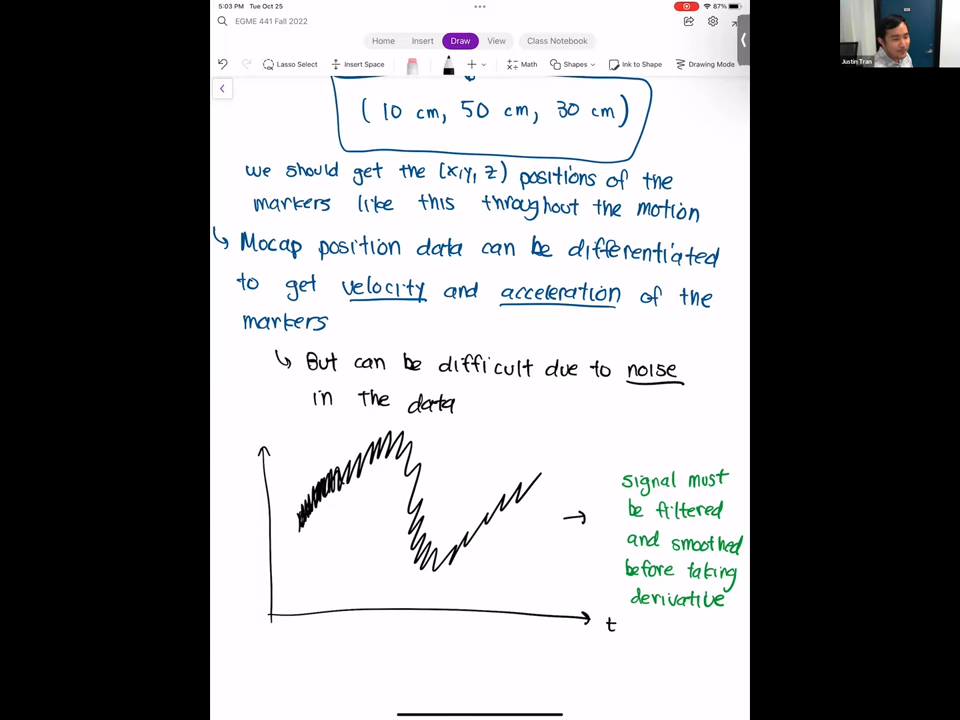 5:03 PM Tue Oct 25
87%
EGME 441 Fall 2022
Home Insert Draw View Class Notebook
Lasso Select Insert Space Math Shapes Ink to Shape Drawing Mode
Justin Tran
(10 cm, 50 cm, 30 cm)
we should get the (x,y,z) positions of the
markers like this throughout the motion
Mocap position data can be differentiated
to get velocity and acceleration of the
markers
But can be difficult due to noise
in the data
signal must
be filtered
and smoothed
before taking
derivative
t